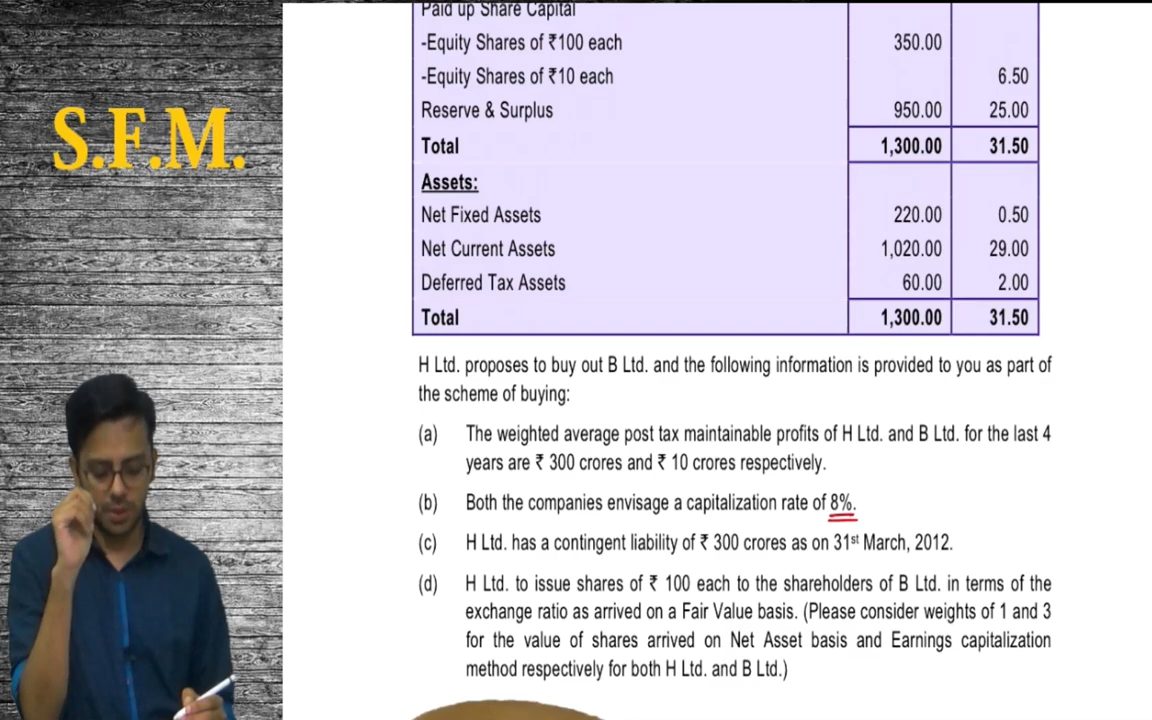 S.F.M.
Paid up Share Capital
-Equity Shares of ₹100 each 350.00
-Equity Shares of ₹10 each 6.50
Reserve & Surplus 950.00 25.00
Total 1,300.00 31.50
Assets:
Net Fixed Assets 220.00 0.50
Net Current Assets 1,020.00 29.00
Deferred Tax Assets 60.00 2.00
Total 1,300.00 31.50
H Ltd. proposes to buy out B Ltd. and the following information is provided to you as part of
the scheme of buying:
(a) The weighted average post tax maintainable profits of H Ltd. and B Ltd. for the last 4
years are ₹ 300 crores and ₹ 10 crores respectively.
(b) Both the companies envisage a capitalization rate of 8%.
(c) H Ltd. has a contingent liability of ₹ 300 crores as on 31st March, 2012.
(d) H Ltd. to issue shares of ₹ 100 each to the shareholders of B Ltd. in terms of the
exchange ratio as arrived on a Fair Value basis. (Please consider weights of 1 and 3
for the value of shares arrived on Net Asset basis and Earnings capitalization
method respectively for both H Ltd. and B Ltd.)